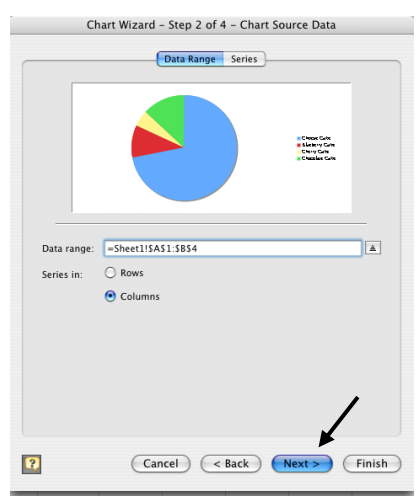 Chart Wizard – Step 2 of 4 – Chart Source Data
Data Range Series
Cheese Cake
Blueberry Cake
Cherry Cake
Chocolate Cake
Data range: =Sheet1!$A$1:$B$4
Series in: Rows
Columns
? Cancel < Back Next > Finish